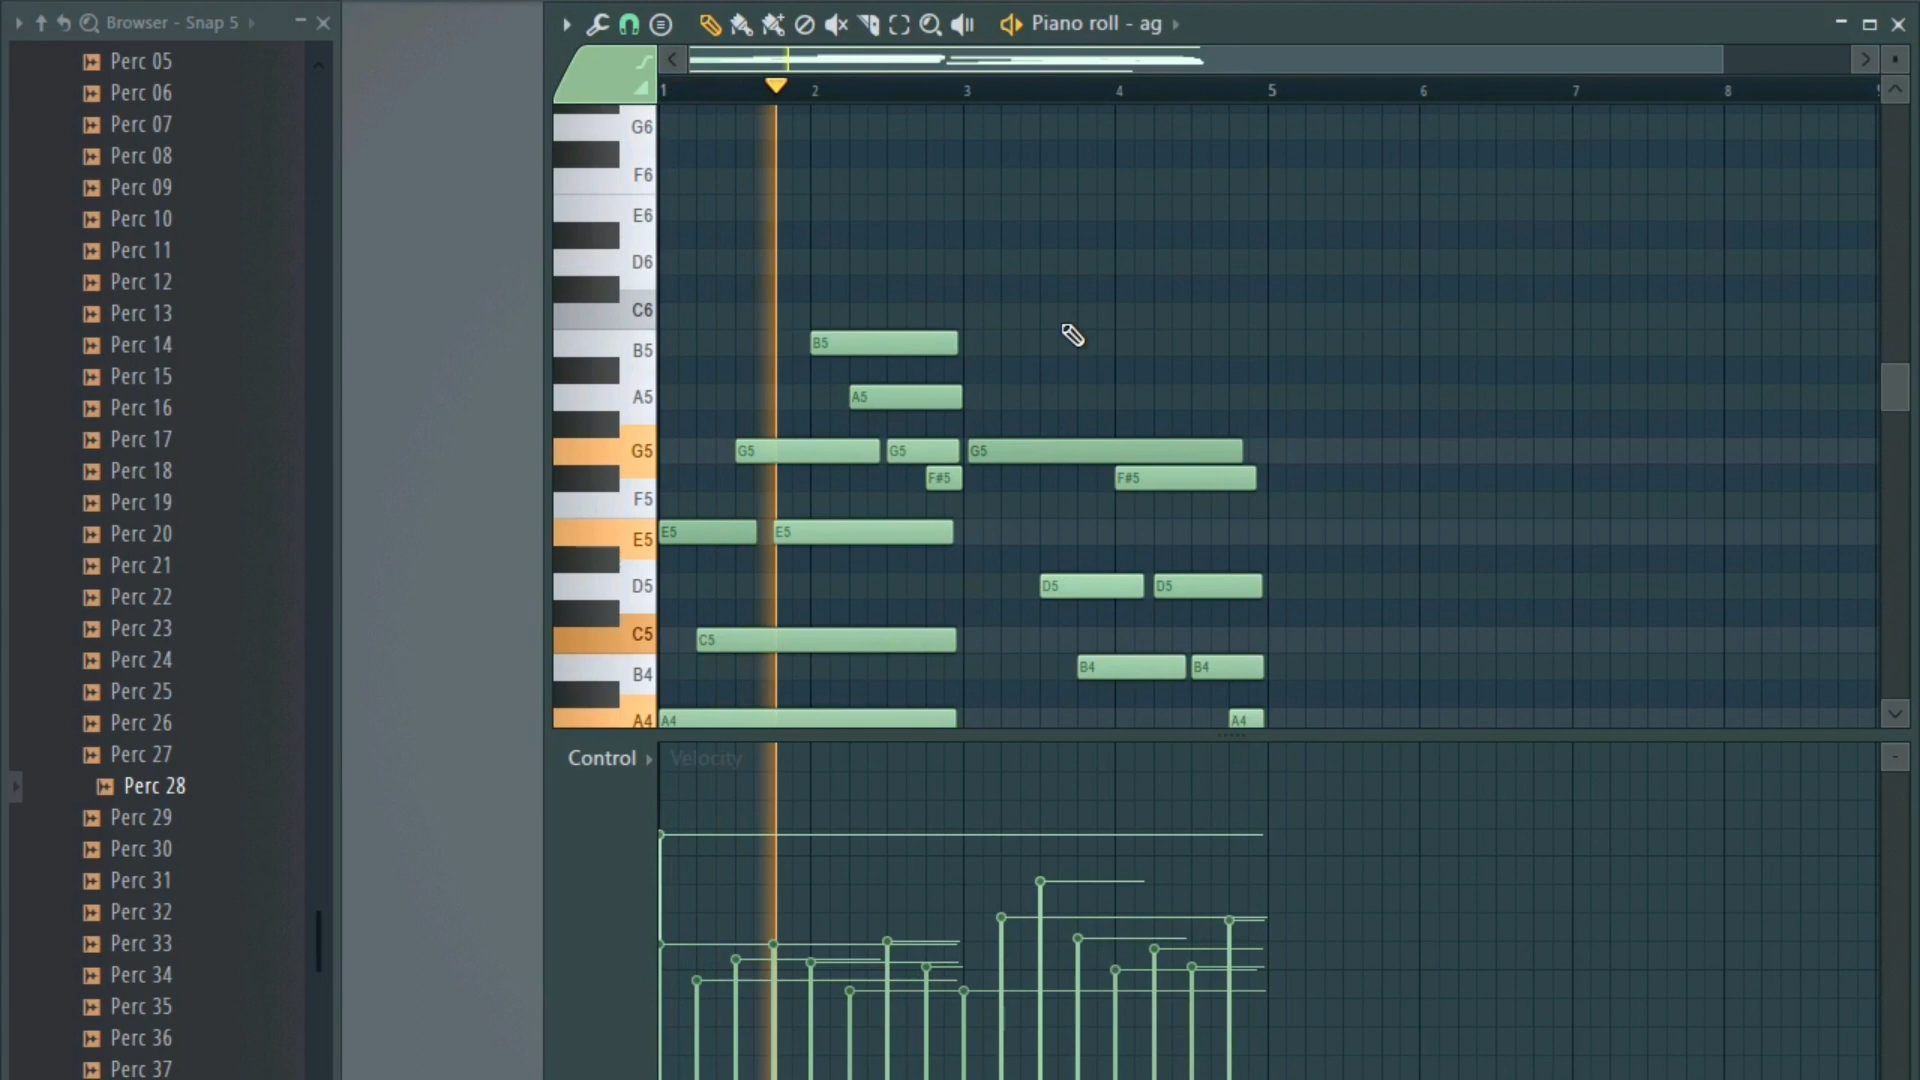 Browser - Snap 5
Perc 05
Perc 06
Perc 07
Perc 08
Perc 09
Perc 10
Perc 11
Perc 12
Perc 13
Perc 14
Perc 15
Perc 16
Perc 17
Perc 18
Perc 19
Perc 20
Perc 21
Perc 22
Perc 23
Perc 24
Perc 25
Perc 26
Perc 27
Perc 28
Perc 29
Perc 30
Perc 31
Perc 32
Perc 33
Perc 34
Perc 35
Perc 36
Perc 37
Piano roll - ag
1 2 3 4 5 6 7 8
G6
F6
E6
D6
C6
B5 B5
A5 A5
G5 G5 G5 G5
F#5 F#5
F5
E5 E5 E5
D5 D5 D5
C5 C5
B4 B4 B4
A4 A4 A4
Control Velocity